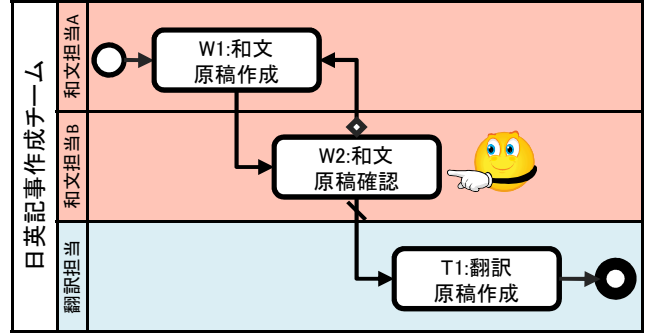 日英記事作成チーム
和文担当A
W1:和文
原稿作成
和文担当B
W2:和文
原稿確認
翻訳担当
T1:翻訳
原稿作成